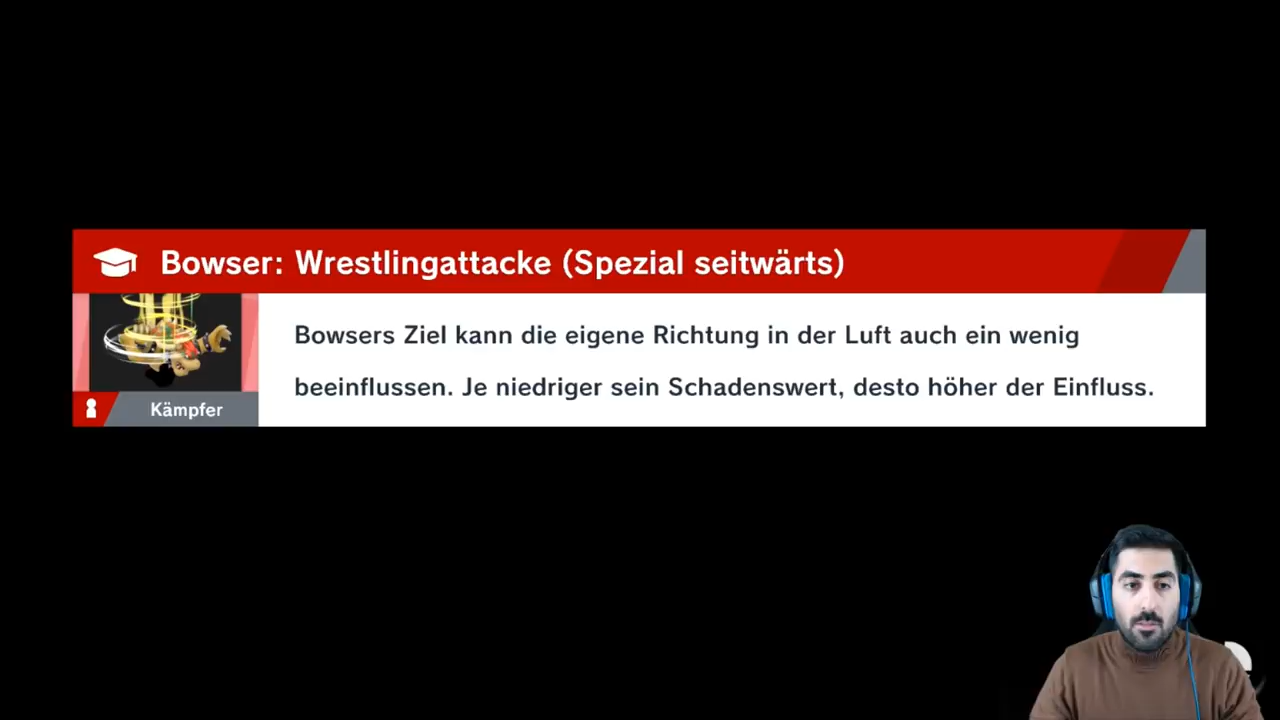 Bowser: Wrestlingattacke (Spezial seitwärts)
Bowsers Ziel kann die eigene Richtung in der Luft auch ein wenig
beeinflussen. Je niedriger sein Schadenswert, desto höher der Einfluss.
Kämpfer